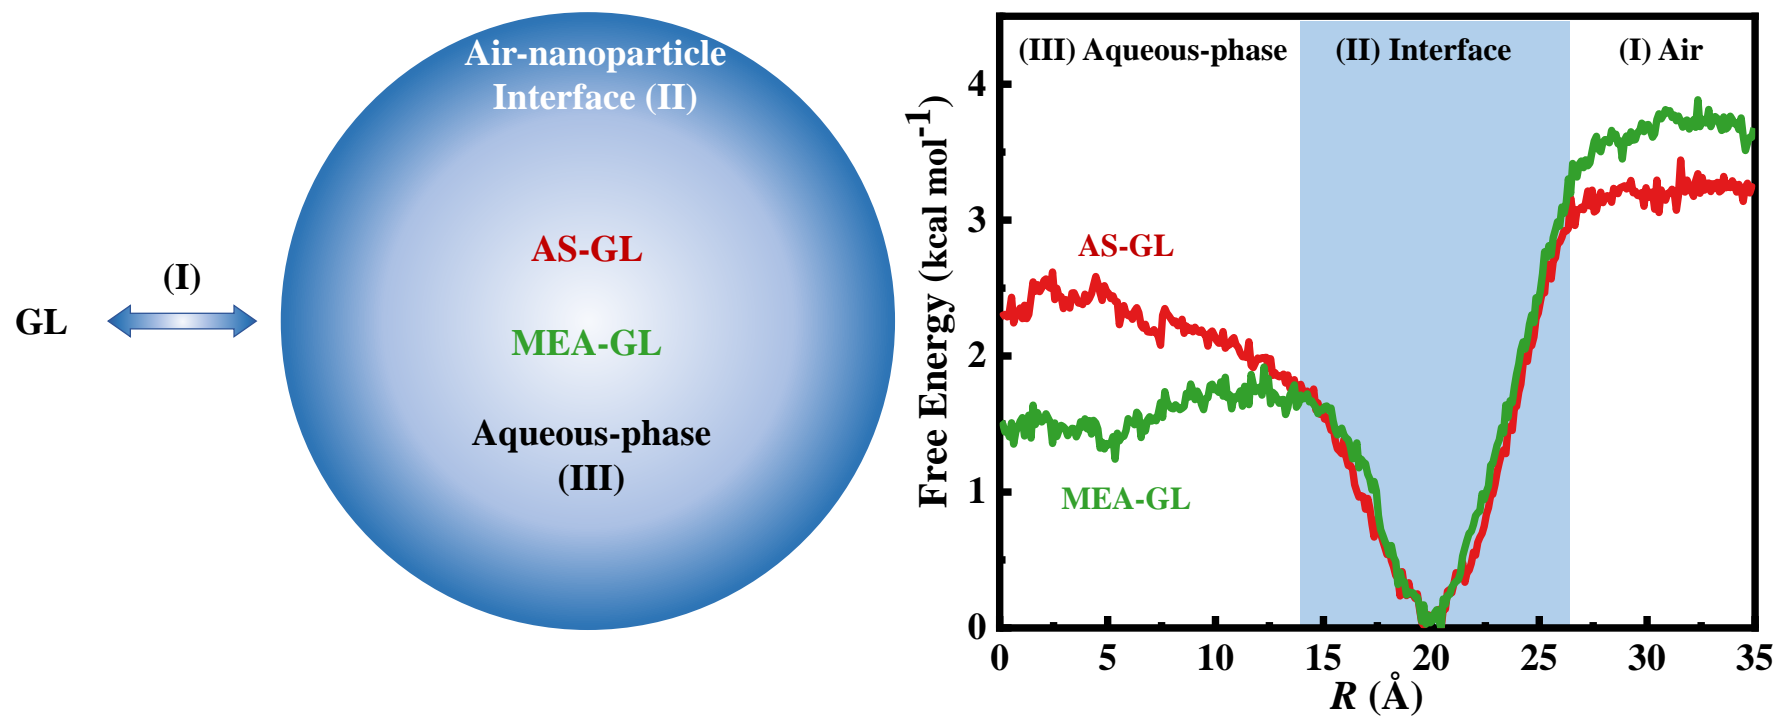 Air-nanoparticle
Interface (II)
AS-GL
(I)
GL
MEA-GL
Aqueous-phase
(III)
(III) Aqueous-phase
(II) Interface
(I) Air
Free Energy (kcal mol⁻¹)
4
3
2
1
0
AS-GL
MEA-GL
0 5 10 15 20 25 30 35
R (Å)